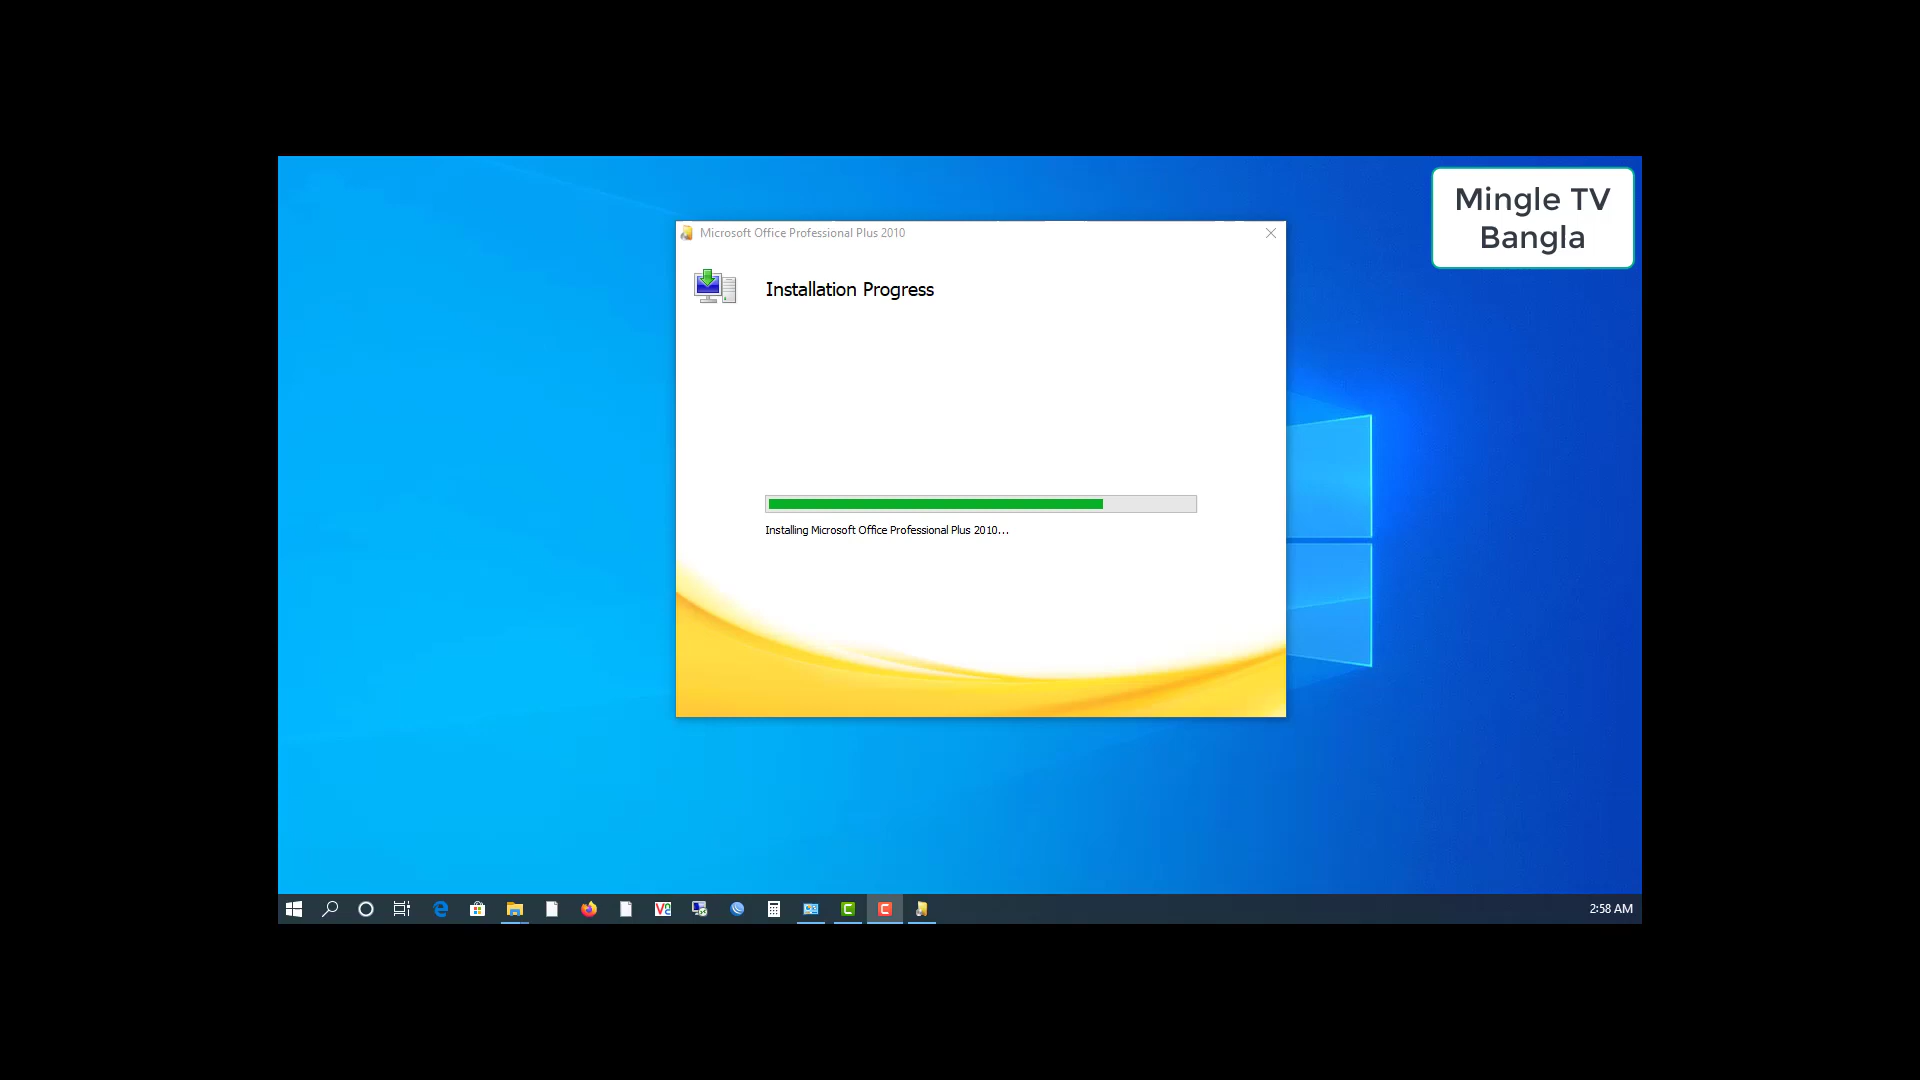 Mingle TV
Bangla
Microsoft Office Professional Plus 2010
Installation Progress
Installing Microsoft Office Professional Plus 2010...
2:58 AM